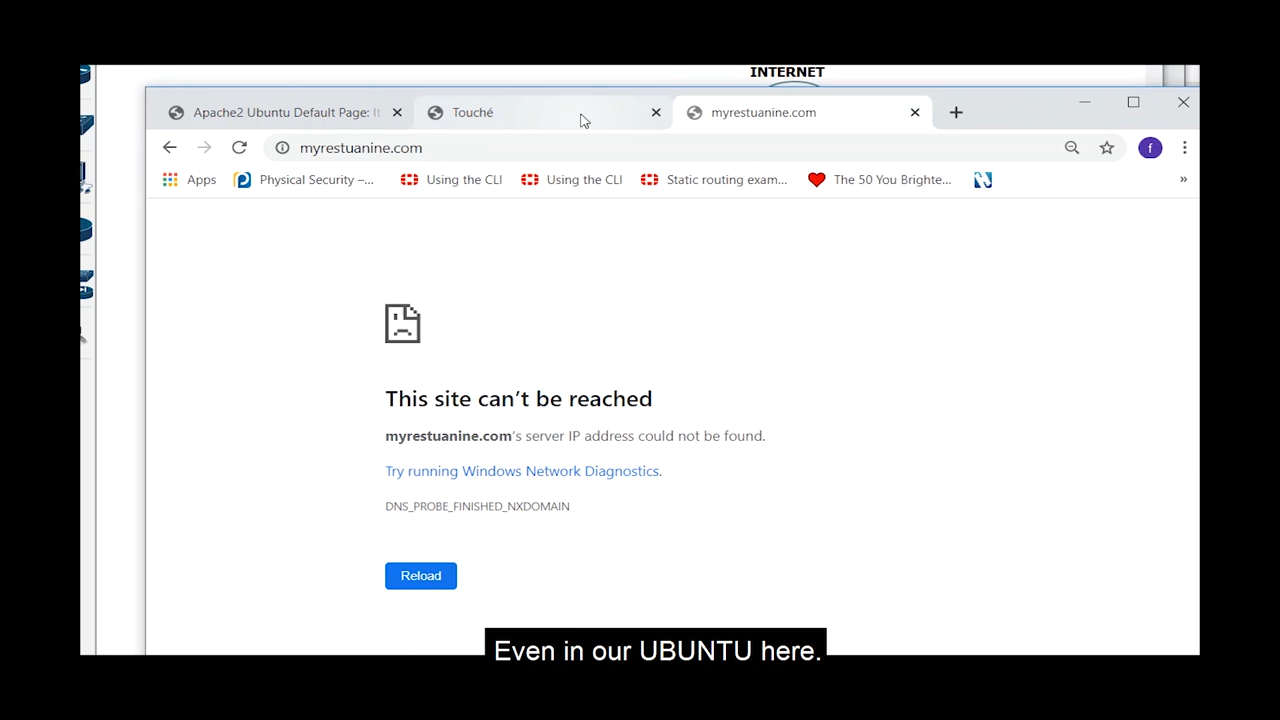 INTERNET
Apache2 Ubuntu Default Page: It
Touché
myrestuanine.com
myrestuanine.com
f
Apps
Physical Security –...
Using the CLI
Using the CLI
Static routing exam...
The 50 You Brighte...
»
This site can't be reached
myrestuanine.com's server IP address could not be found.
Try running Windows Network Diagnostics.
DNS_PROBE_FINISHED_NXDOMAIN
Reload
Even in our UBUNTU here.